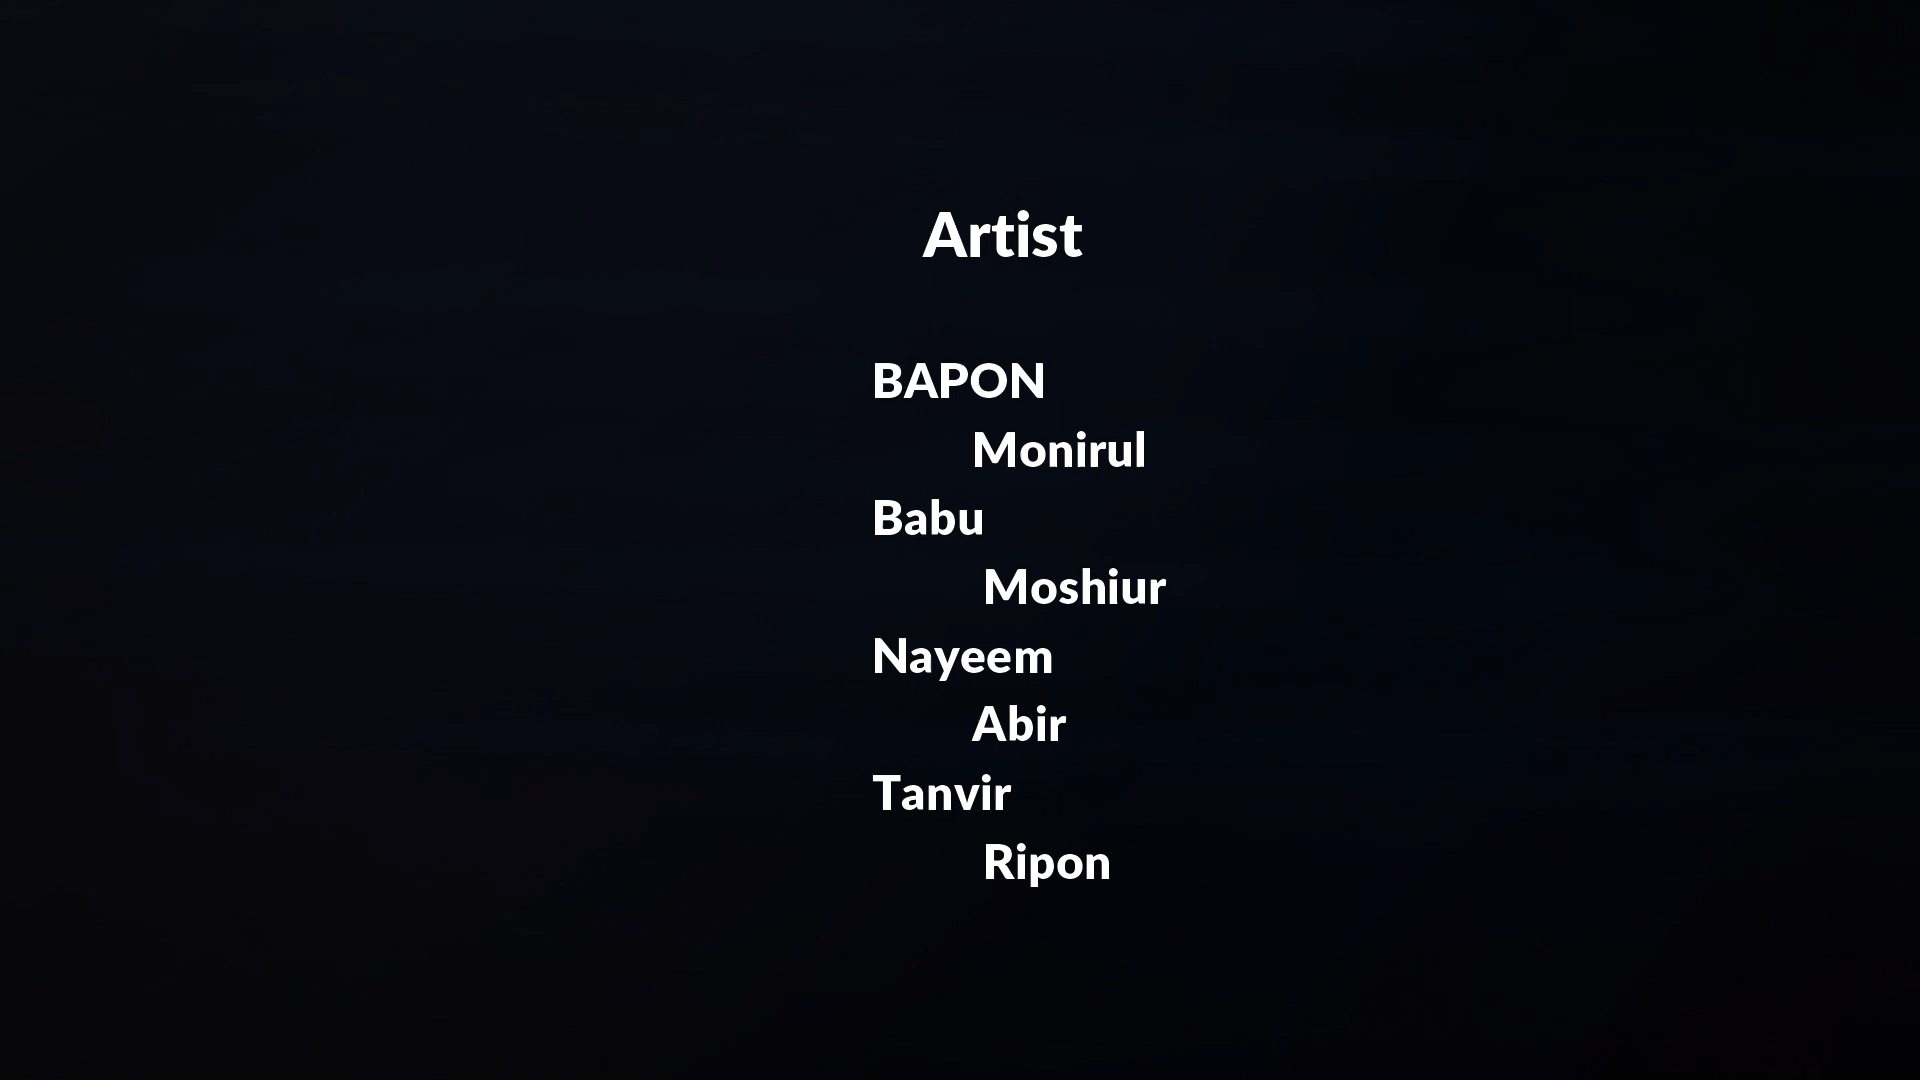 Artist
BAPON
Monirul
Babu
Moshiur
Nayeem
Abir
Tanvir
Ripon